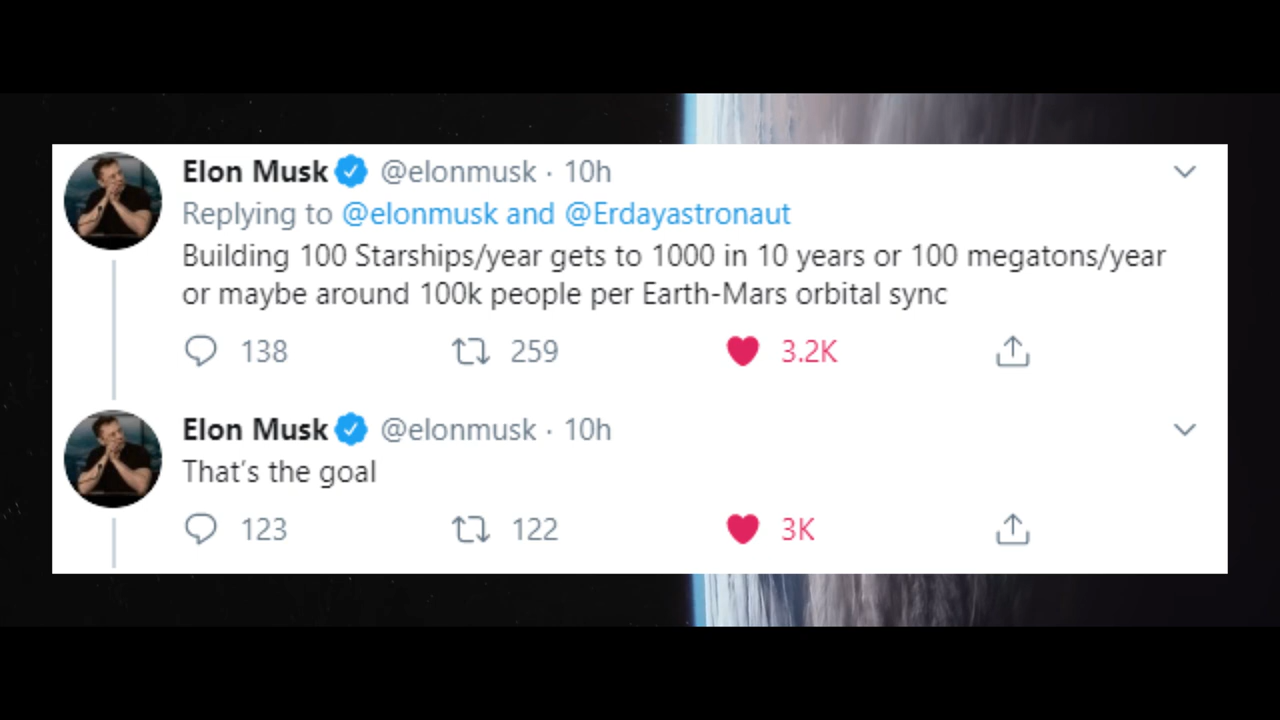 Elon Musk @elonmusk · 10h
Replying to @elonmusk and @Erdayastronaut
Building 100 Starships/year gets to 1000 in 10 years or 100 megatons/year
or maybe around 100k people per Earth-Mars orbital sync
138 259 3.2K
Elon Musk @elonmusk · 10h
That's the goal
123 122 3K